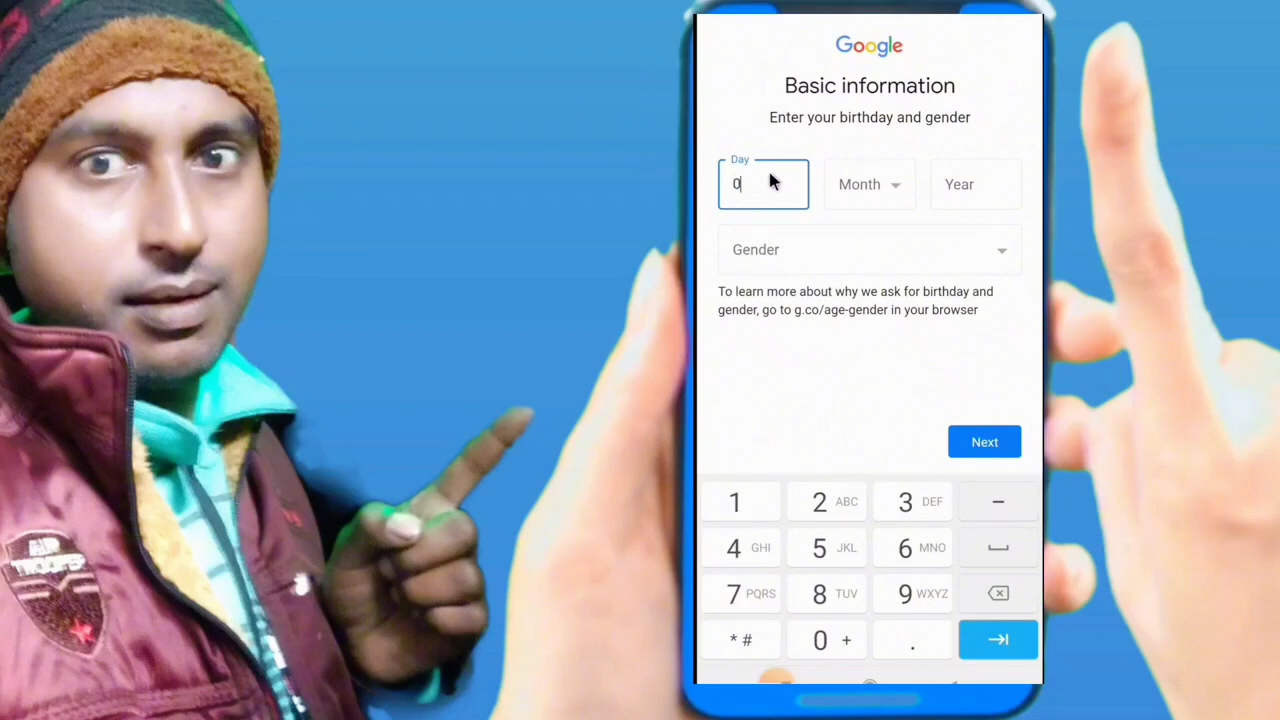 Google
Basic information
Enter your birthday and gender
Day
0
Month
Year
Gender
To learn more about why we ask for birthday and
gender, go to g.co/age-gender in your browser
Next
1
2 ABC
3 DEF
−
4 GHI
5 JKL
6 MNO
7 PQRS
8 TUV
9 WXYZ
* #
0 +
.
AIR
TROOPER